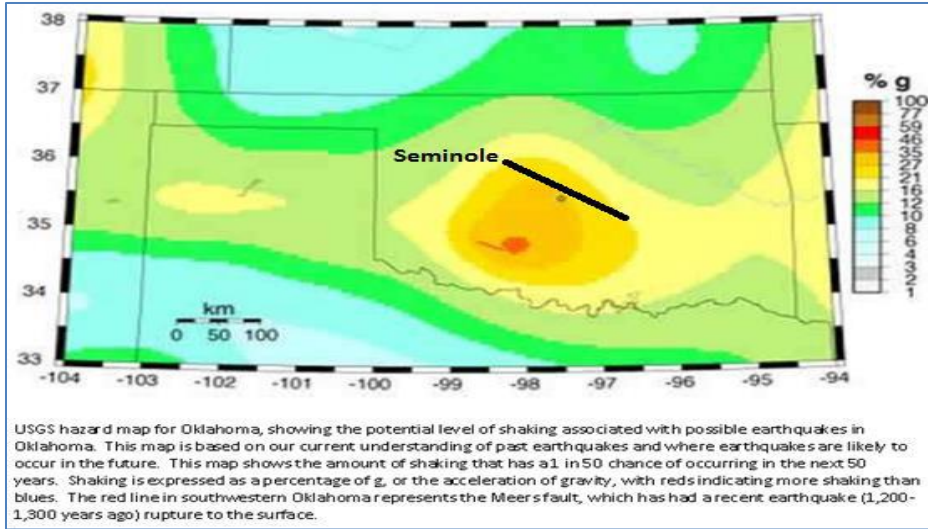 38
37
36
35
34
33
Seminole
km
0 50 100
-104 -103 -102 -101 -100 -99 -98 -97 -96 -95 -94
% g
100
77
59
46
35
27
21
16
12
10
8
6
4
3
2
1
USGS hazard map for Oklahoma, showing the potential level of shaking associated with possible earthquakes in
Oklahoma. This map is based on our current understanding of past earthquakes and where earthquakes are likely to
occur in the future. This map shows the amount of shaking that has a 1 in 50 chance of occurring in the next 50
years. Shaking is expressed as a percentage of g, or the acceleration of gravity, with reds indicating more shaking than
blues. The red line in southwestern Oklahoma represents the Meers fault, which has had a recent earthquake (1,200-
1,300 years ago) rupture to the surface.